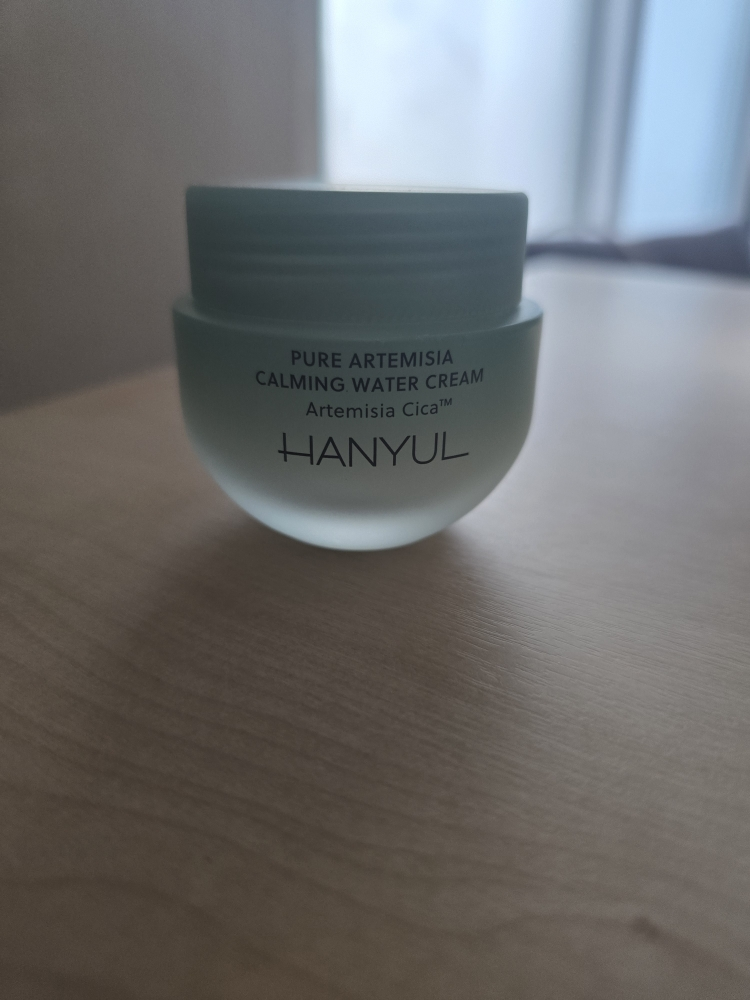 PURE ARTEMISIA
CALMING WATER CREAM
Artemisia Cica™
HANYUL